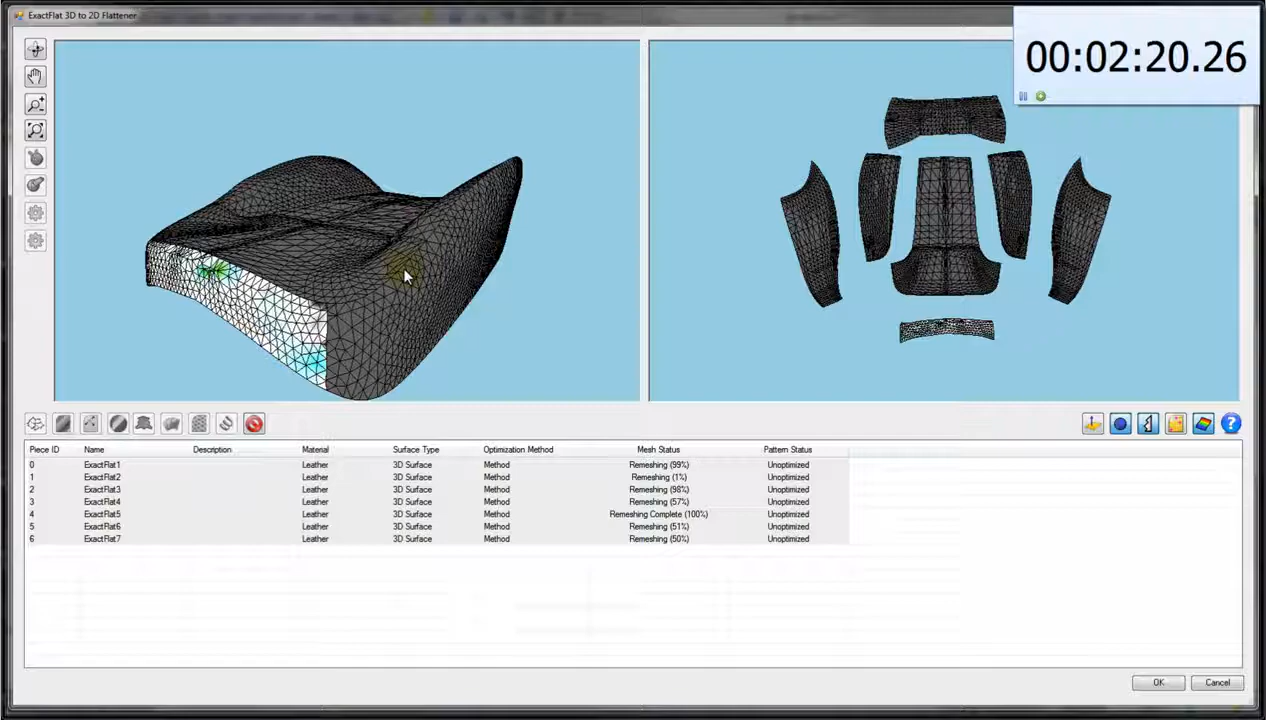 ExactFlat 3D to 2D Flattener
00:02:20.26
Piece ID Name Description Material Surface Type Optimization Method Mesh Status Pattern Status
0 ExactFlat1 Leather 3D Surface Method Remeshing (99%) Unoptimized
1 ExactFlat2 Leather 3D Surface Method Remeshing (1%) Unoptimized
2 ExactFlat3 Leather 3D Surface Method Remeshing (98%) Unoptimized
3 ExactFlat4 Leather 3D Surface Method Remeshing (57%) Unoptimized
4 ExactFlat5 Leather 3D Surface Method Remeshing Complete (100%) Unoptimized
5 ExactFlat6 Leather 3D Surface Method Remeshing (51%) Unoptimized
6 ExactFlat7 Leather 3D Surface Method Remeshing (50%) Unoptimized
OK Cancel